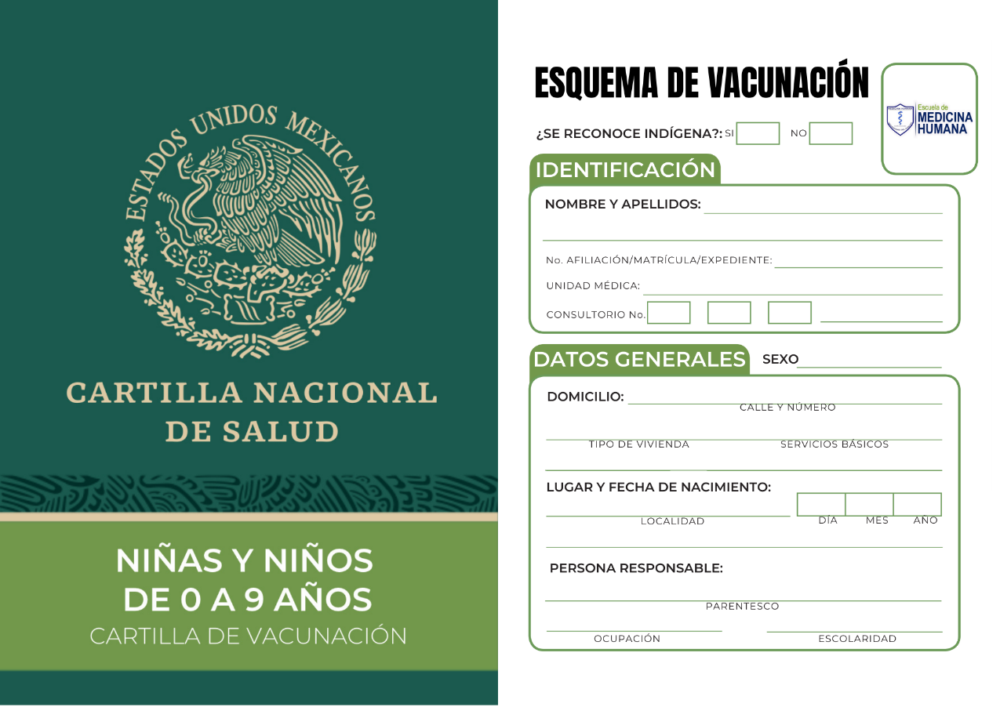 ESTADOS UNIDOS MEXICANOS
CARTILLA NACIONAL
DE SALUD
NIÑAS Y NIÑOS
DE 0 A 9 AÑOS
CARTILLA DE VACUNACIÓN
ESQUEMA DE VACUNACIÓN
Escuela de
MEDICINA
HUMANA
¿SE RECONOCE INDÍGENA?: SI NO
IDENTIFICACIÓN
NOMBRE Y APELLIDOS:
No. AFILIACIÓN/MATRÍCULA/EXPEDIENTE:
UNIDAD MÉDICA:
CONSULTORIO No.
DATOS GENERALES SEXO
DOMICILIO:
CALLE Y NÚMERO
TIPO DE VIVIENDA SERVICIOS BÁSICOS
LUGAR Y FECHA DE NACIMIENTO:
LOCALIDAD DÍA MES AÑO
PERSONA RESPONSABLE:
PARENTESCO
OCUPACIÓN ESCOLARIDAD